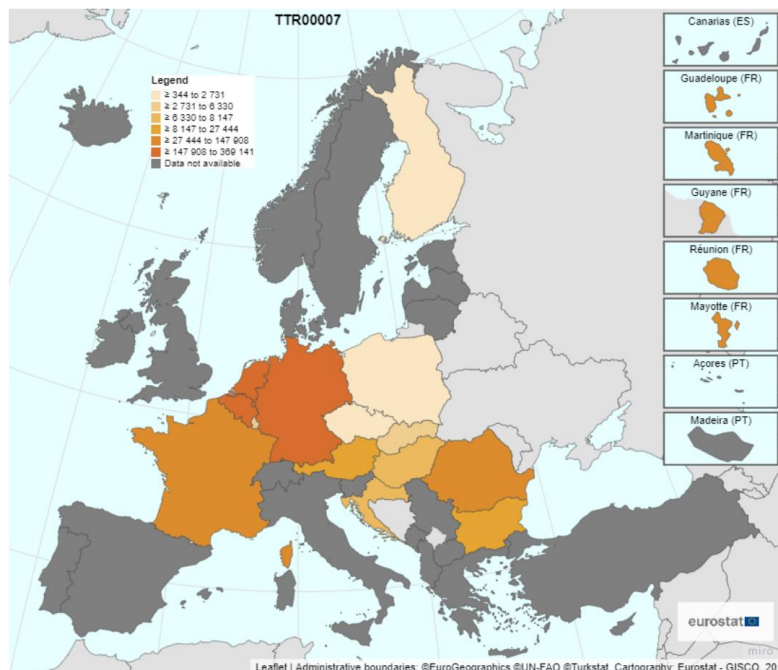 TTR00007
Legend
≥ 344 to 2 731
≥ 2 731 to 6 330
≥ 6 330 to 8 147
≥ 8 147 to 27 444
≥ 27 444 to 147 908
≥ 147 908 to 369 141
Data not available
Canarias (ES)
Guadeloupe (FR)
Martinique (FR)
Guyane (FR)
Réunion (FR)
Mayotte (FR)
Açores (PT)
Madeira (PT)
eurostat
miro
Leaflet | Administrative boundaries: ©EuroGeographics ©UN-FAO ©Turkstat, Cartography: Eurostat - GISCO,